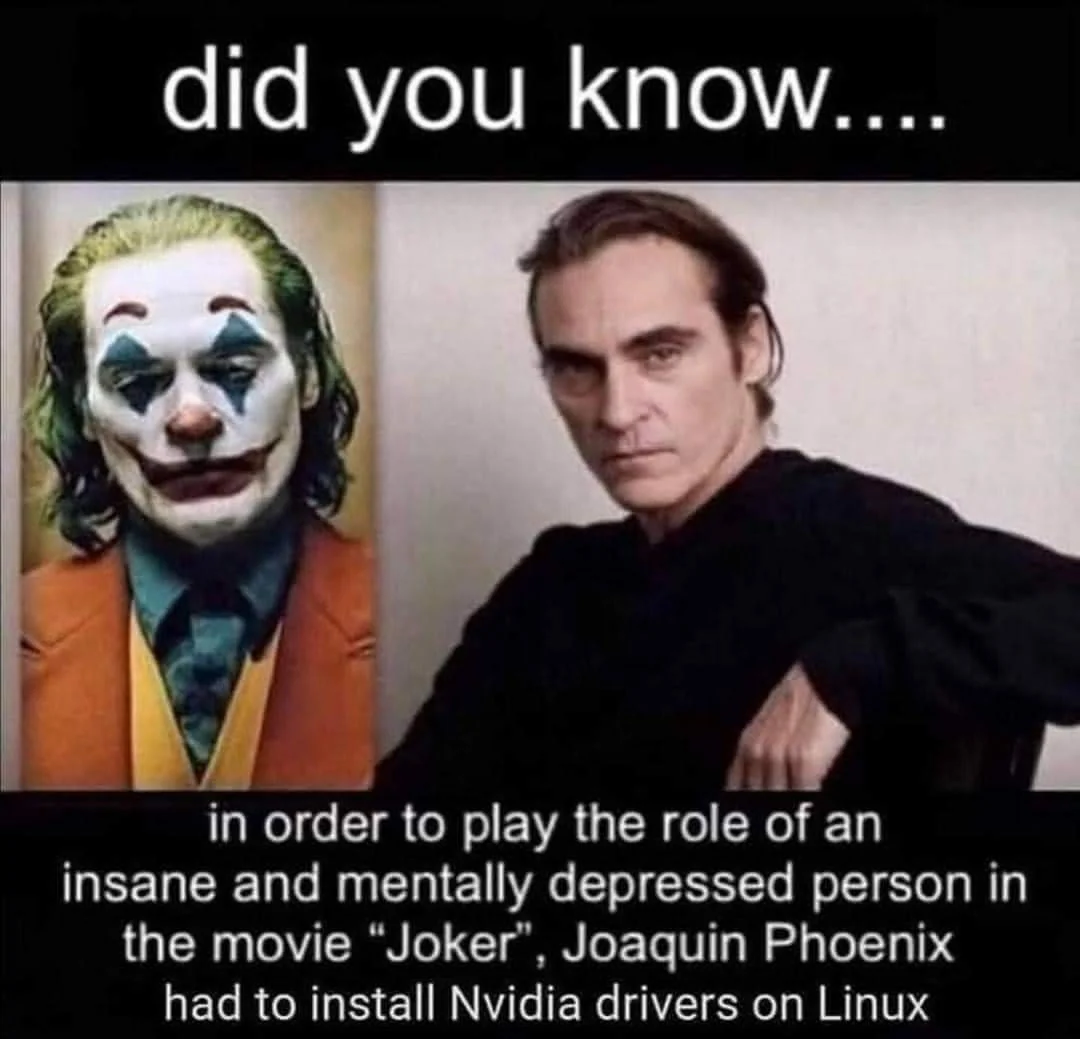 did you know....
in order to play the role of an
insane and mentally depressed person in
the movie “Joker”, Joaquin Phoenix
had to install Nvidia drivers on Linux